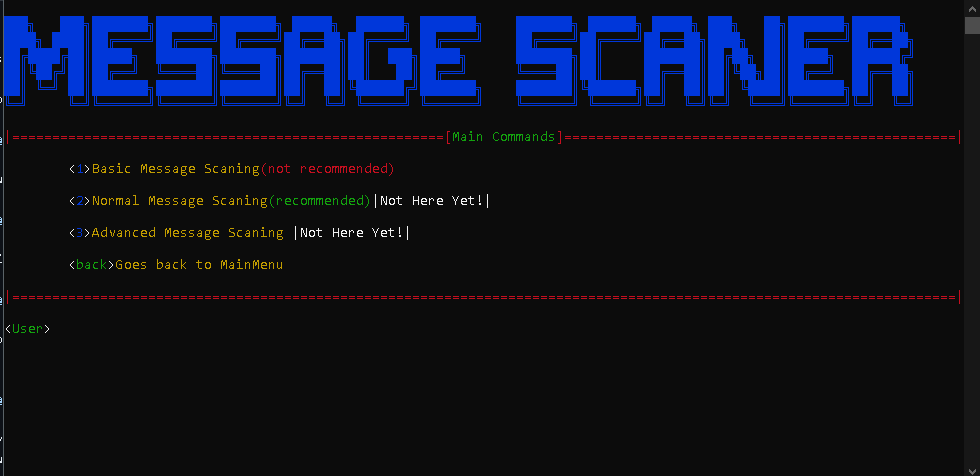 MESSAGE SCANER
|======================================================[Main Commands]=================================================|
<1>Basic Message Scaning(not recommended)
<2>Normal Message Scaning(recommended)|Not Here Yet!|
<3>Advanced Message Scaning |Not Here Yet!|
<back>Goes back to MainMenu
|======================================================================================================================|
<User>